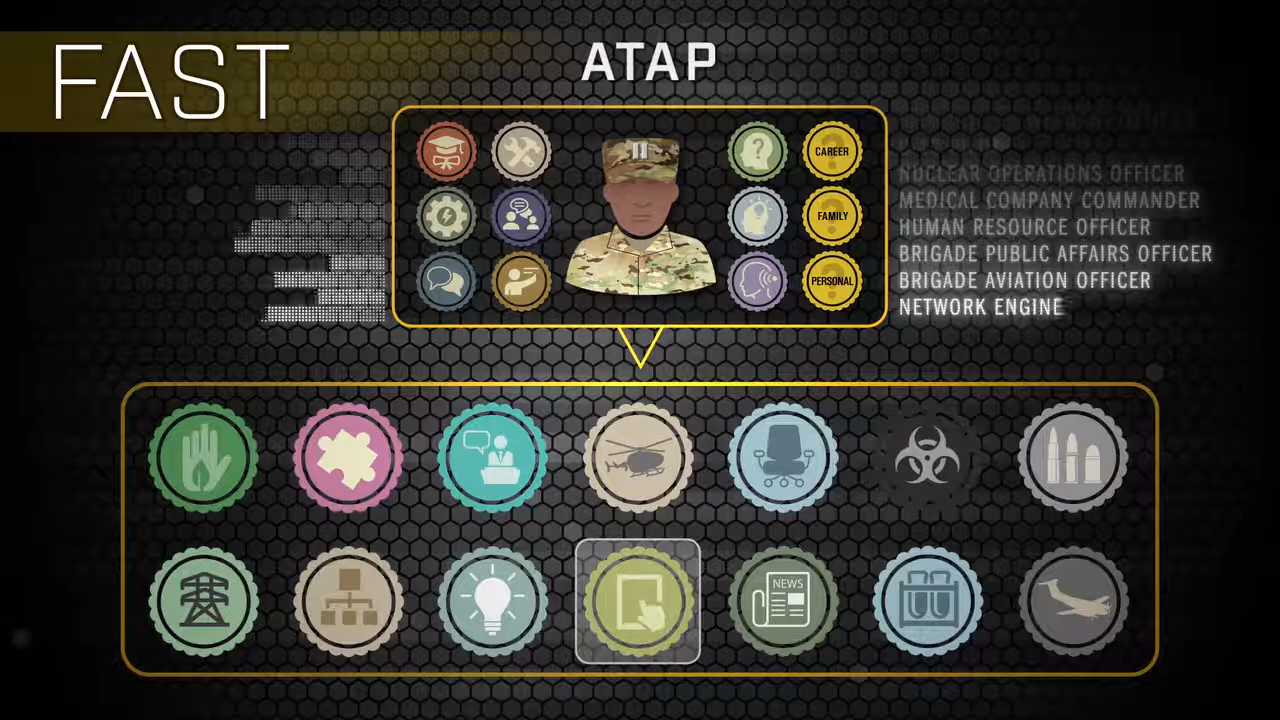 FAST
ATAP
CAREER
FAMILY
PERSONAL
NUCLEAR OPERATIONS OFFICER
MEDICAL COMPANY COMMANDER
HUMAN RESOURCE OFFICER
BRIGADE PUBLIC AFFAIRS OFFICER
BRIGADE AVIATION OFFICER
NETWORK ENGINE
?
NEWS